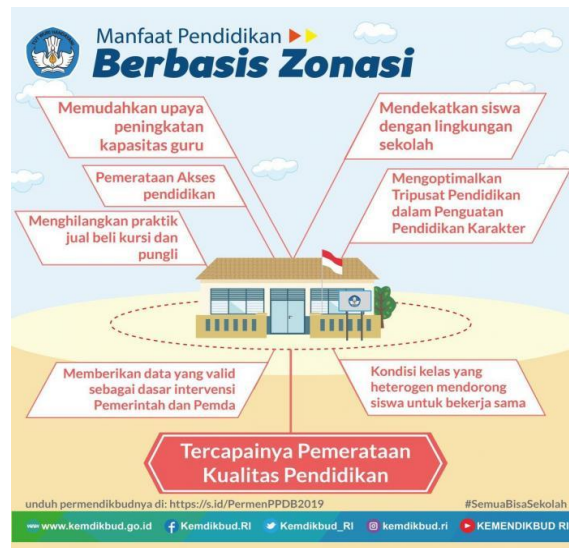 Manfaat Pendidikan
Berbasis Zonasi
Memudahkan upaya
peningkatan
kapasitas guru
Mendekatkan siswa
dengan lingkungan
sekolah
Pemerataan Akses
pendidikan
Mengoptimalkan
Tripusat Pendidikan
dalam Penguatan
Pendidikan Karakter
Menghilangkan praktik
jual beli kursi dan
pungli
Memberikan data yang valid
sebagai dasar intervensi
Pemerintah dan Pemda
Kondisi kelas yang
heterogen mendorong
siswa untuk bekerja sama
Tercapainya Pemerataan
Kualitas Pendidikan
unduh permendikbudnya di: https://s.id/PermenPPDB2019
#SemuaBisaSekolah
www.kemdikbud.go.id Kemdikbud.RI Kemdikbud_RI kemdikbud.ri KEMENDIKBUD RI